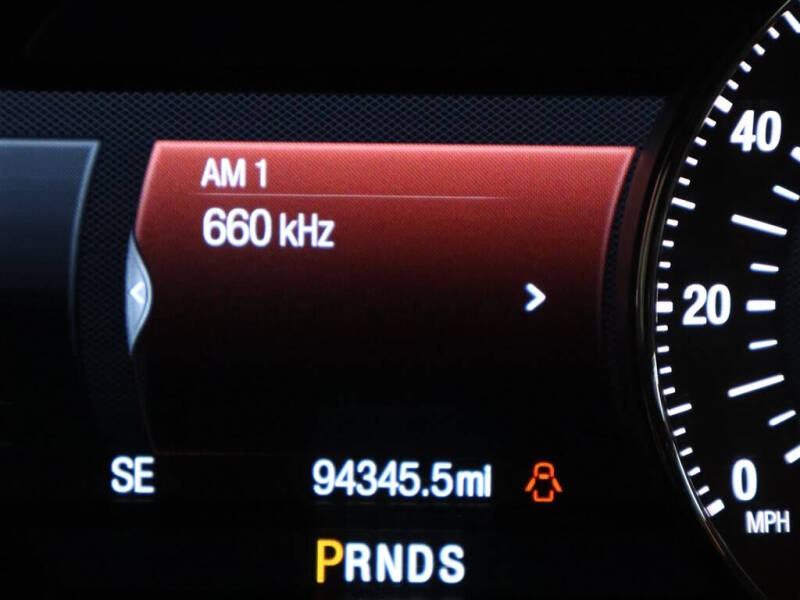 AM 1
660 kHz
40
20
0
MPH
SE 94345.5mi
PRNDS